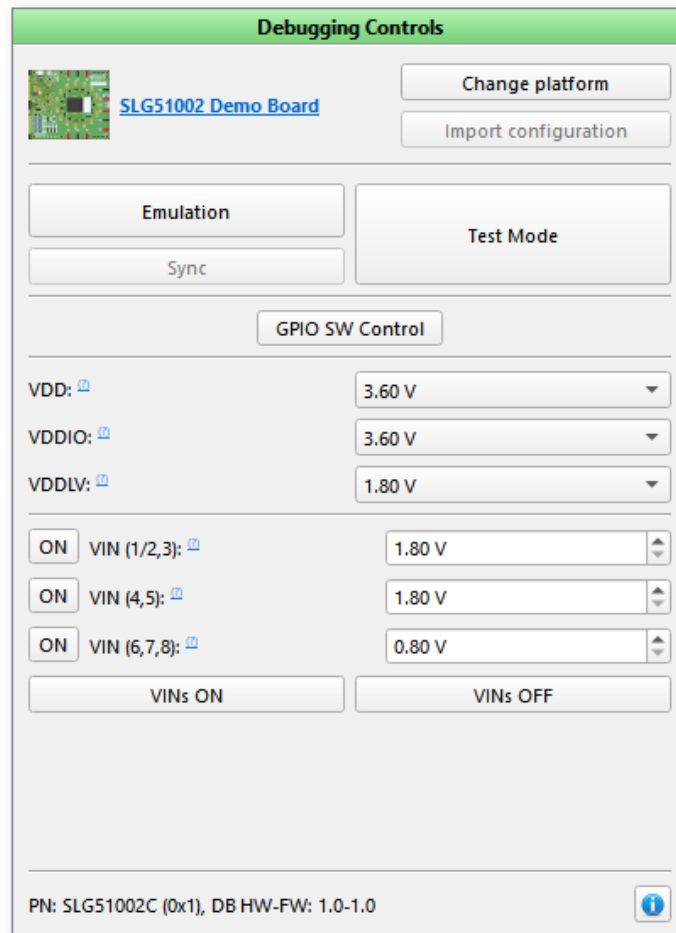 Debugging Controls
SLG51002 Demo Board
Change platform
Import configuration
Emulation
Test Mode
Sync
GPIO SW Control
VDD: (?)
3.60 V
VDDIO: (?)
3.60 V
VDDLV: (?)
1.80 V
ON VIN (1/2,3): (?)
1.80 V
ON VIN (4,5): (?)
1.80 V
ON VIN (6,7,8): (?)
0.80 V
VINs ON
VINs OFF
PN: SLG51002C (0x1), DB HW-FW: 1.0-1.0